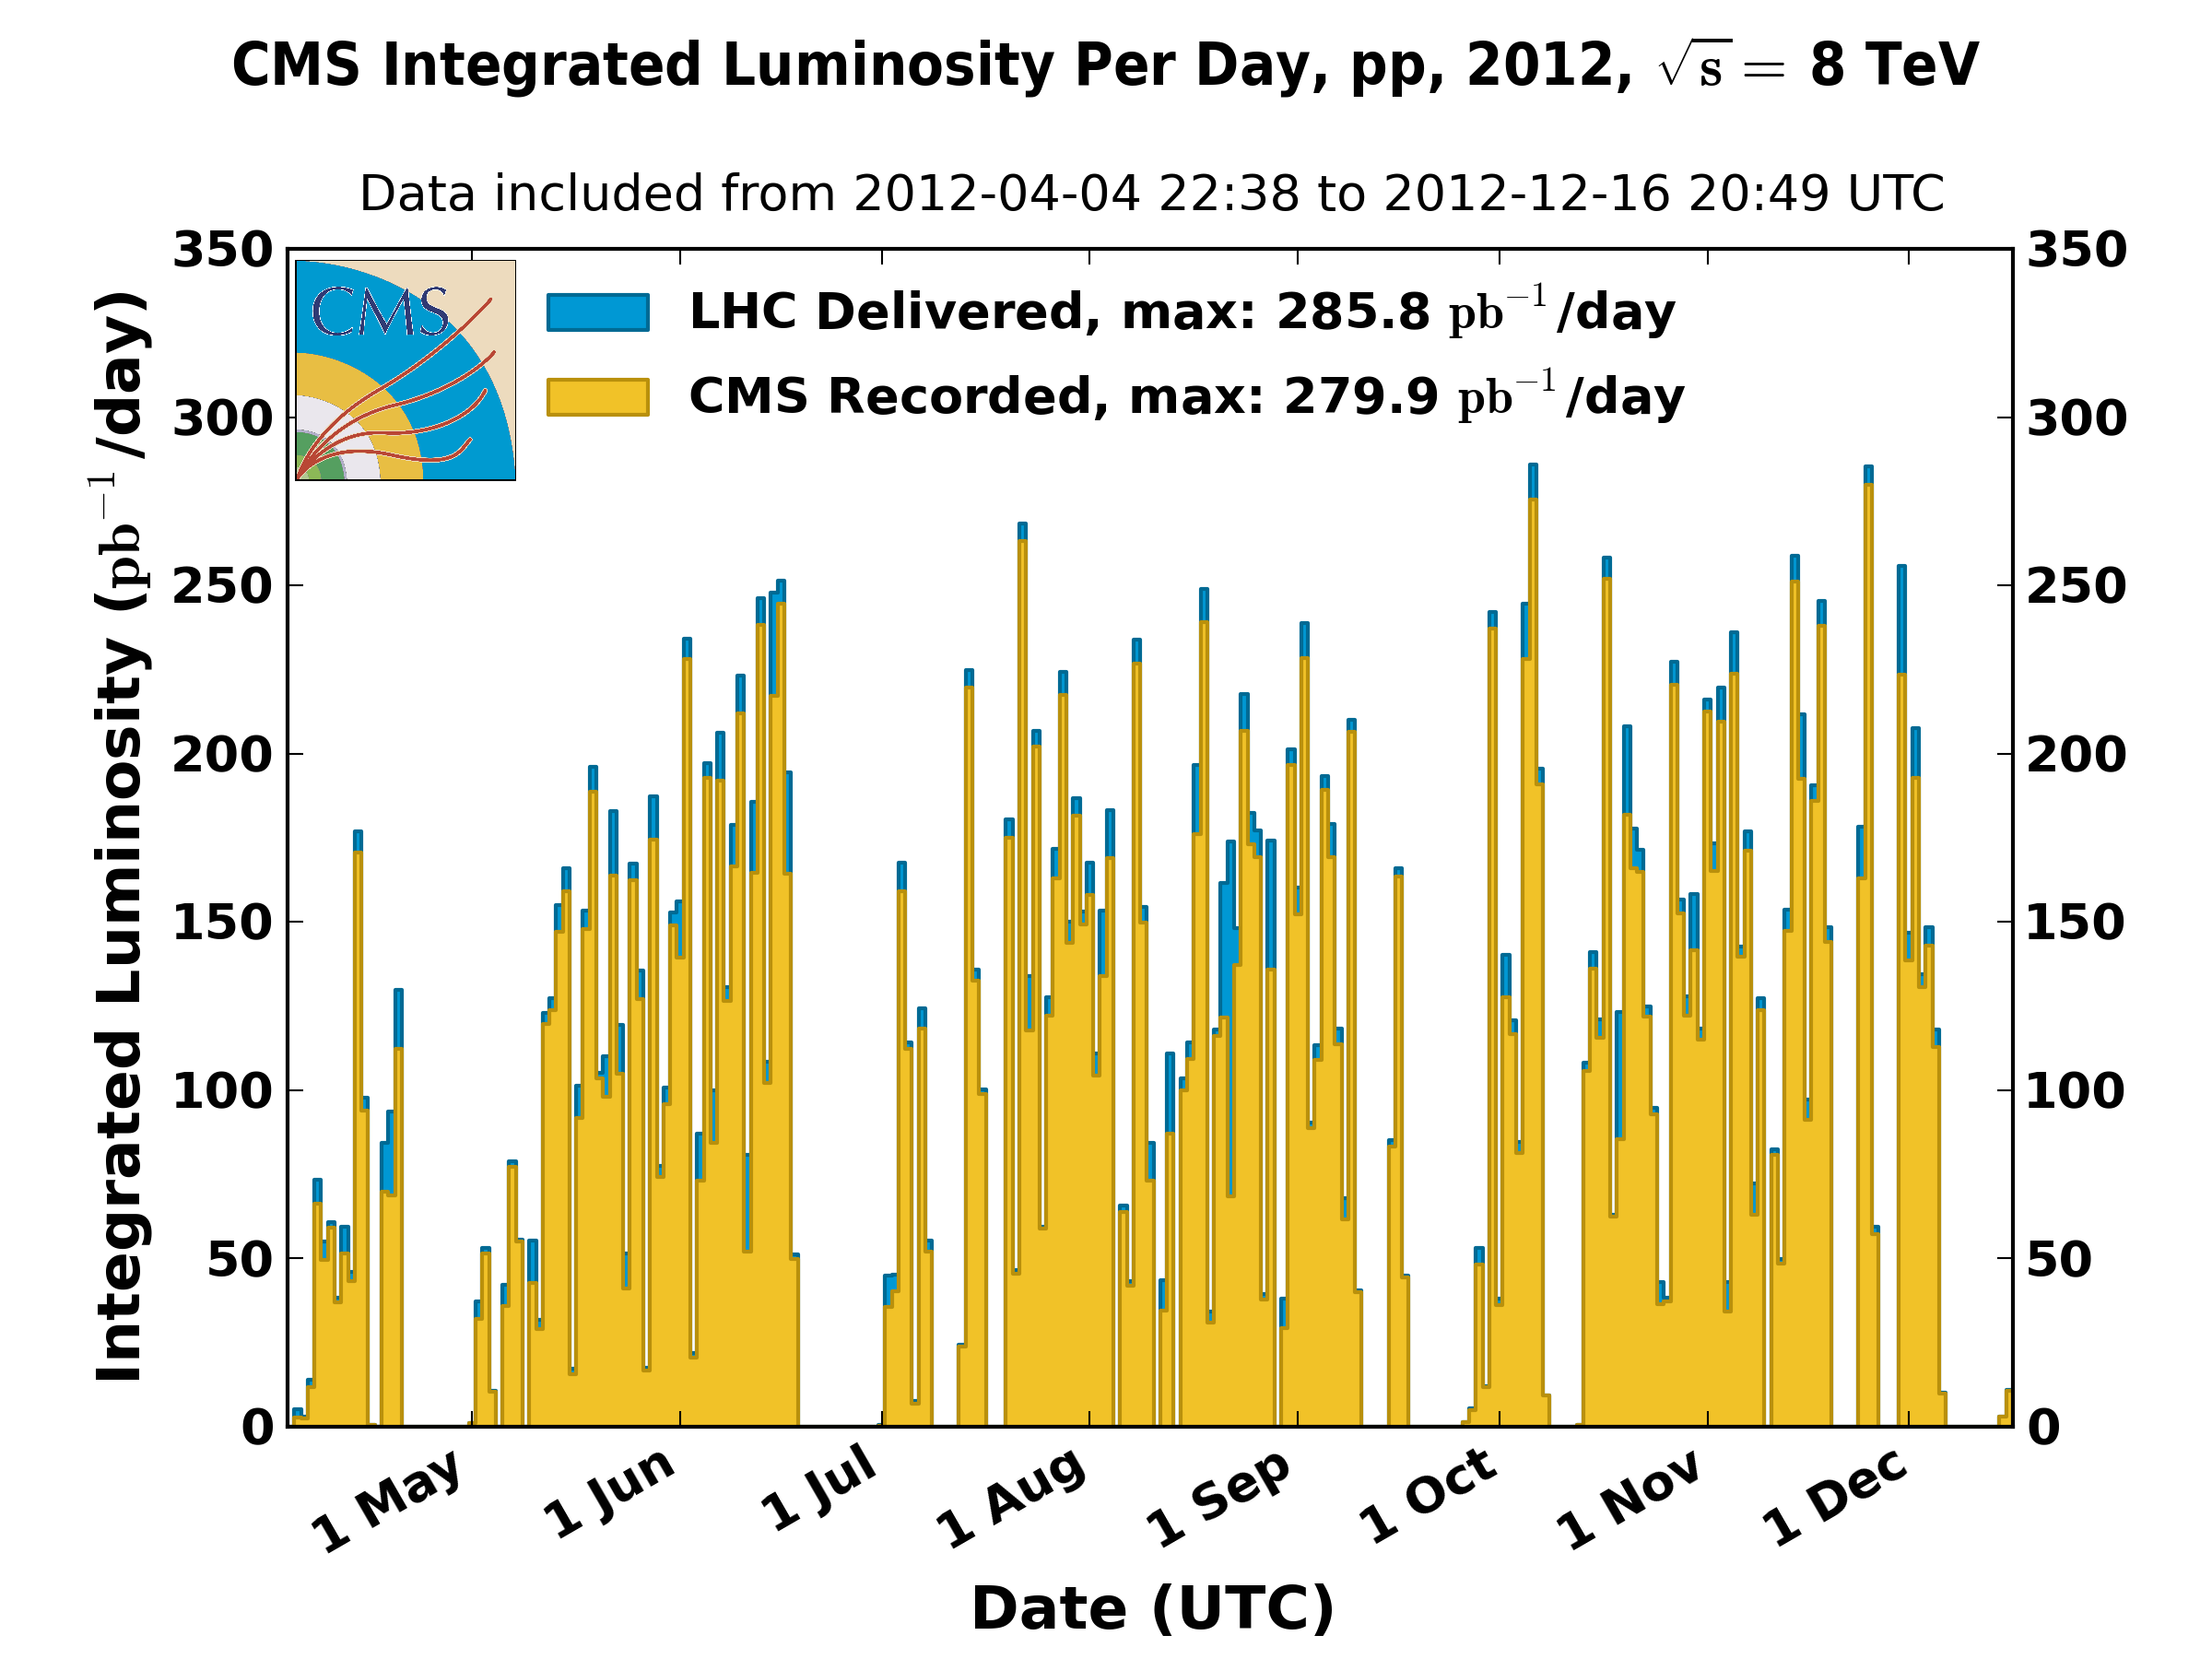 CMS Integrated Luminosity Per Day, pp, 2012, √s = 8 TeV
Data included from 2012-04-04 22:38 to 2012-12-16 20:49 UTC
CMS
LHC Delivered, max: 285.8 pb⁻¹/day
CMS Recorded, max: 279.9 pb⁻¹/day
Integrated Luminosity (pb⁻¹/day)
350
300
250
200
150
100
50
0
350
300
250
200
150
100
50
0
1 May
1 Jun
1 Jul
1 Aug
1 Sep
1 Oct
1 Nov
1 Dec
Date (UTC)